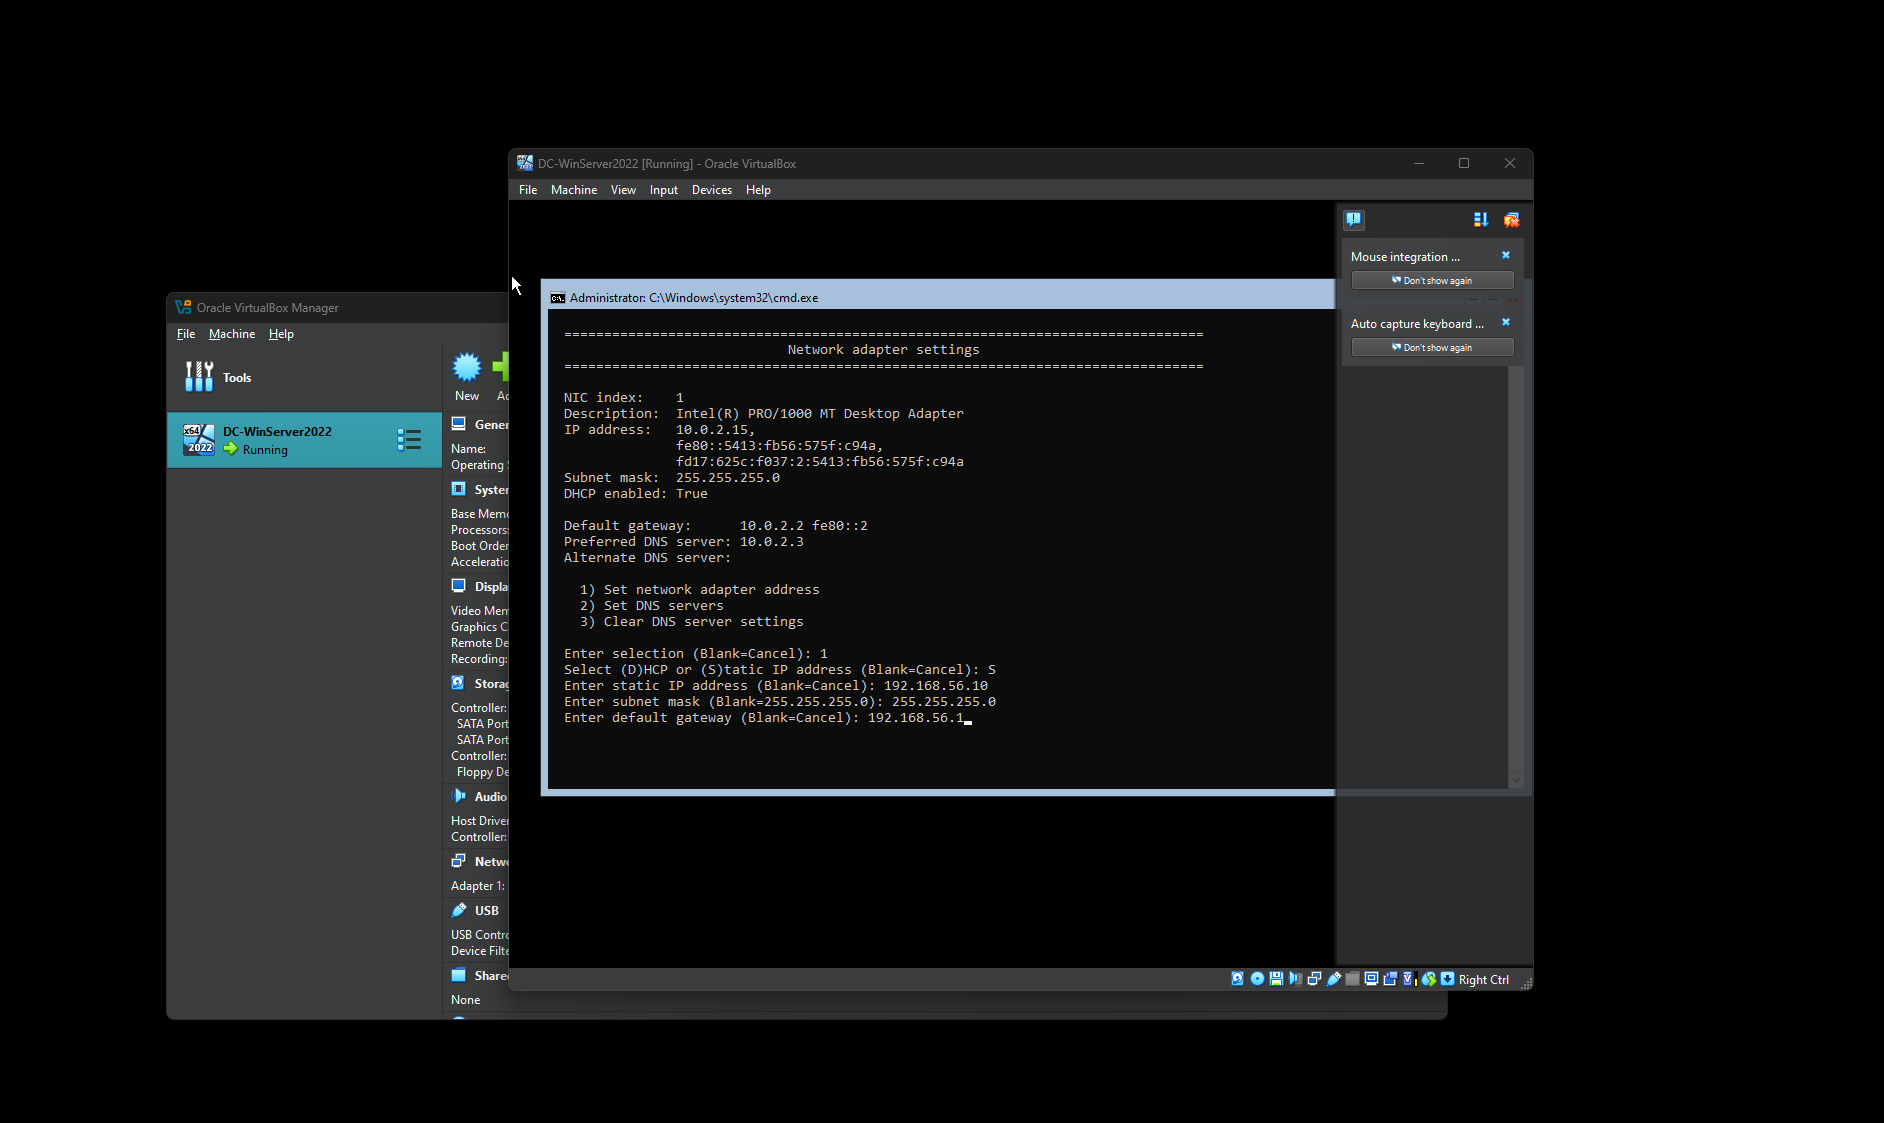 DC-WinServer2022 [Running] - Oracle VirtualBox
File Machine View Input Devices Help
Mouse integration ...
Don't show again
Auto capture keyboard ...
Don't show again
Administrator: C:\Windows\system32\cmd.exe
================================================================================
Network adapter settings
================================================================================
NIC index: 1
Description: Intel(R) PRO/1000 MT Desktop Adapter
IP address: 10.0.2.15,
fe80::5413:fb56:575f:c94a,
fd17:625c:f037:2:5413:fb56:575f:c94a
Subnet mask: 255.255.255.0
DHCP enabled: True
Default gateway: 10.0.2.2 fe80::2
Preferred DNS server: 10.0.2.3
Alternate DNS server:
1) Set network adapter address
2) Set DNS servers
3) Clear DNS server settings
Enter selection (Blank=Cancel): 1
Select (D)HCP or (S)tatic IP address (Blank=Cancel): S
Enter static IP address (Blank=Cancel): 192.168.56.10
Enter subnet mask (Blank=255.255.255.0): 255.255.255.0
Enter default gateway (Blank=Cancel): 192.168.56.1_
Right Ctrl
Oracle VirtualBox Manager
File Machine Help
Tools
x64
2022
DC-WinServer2022
Running
New
Gener
Name:
Operating
System
Base Mem
Processors:
Boot Order
Acceleratio
Displa
Video Mem
Graphics C
Remote De
Recording:
Storag
Controller:
SATA Port
SATA Port
Controller:
Floppy De
Audio
Host Driver
Controller:
Netwo
Adapter 1:
USB
USB Contro
Device Filte
Share
None